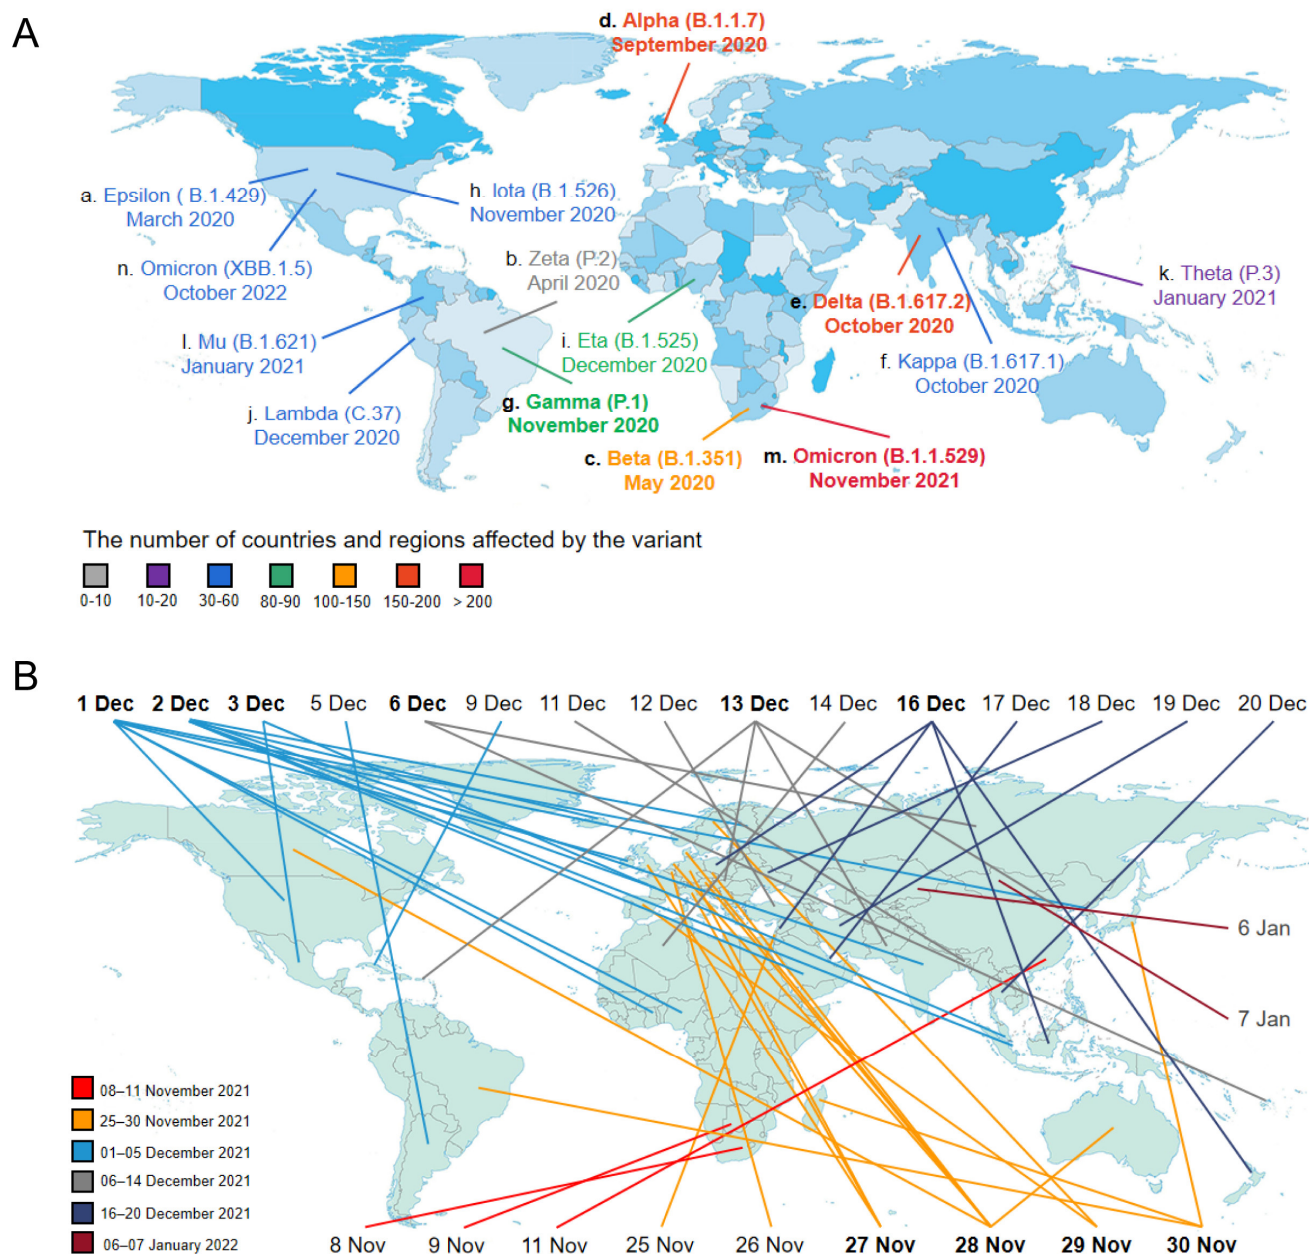 A
d. Alpha (B.1.1.7)
September 2020
a. Epsilon ( B.1.429)
March 2020
h. Iota (B.1.526)
November 2020
n. Omicron (XBB.1.5)
October 2022
b. Zeta (P.2)
April 2020
k. Theta (P.3)
January 2021
e. Delta (B.1.617.2)
October 2020
l. Mu (B.1.621)
January 2021
i. Eta (B.1.525)
December 2020
f. Kappa (B.1.617.1)
October 2020
j. Lambda (C.37)
December 2020
g. Gamma (P.1)
November 2020
c. Beta (B.1.351)
May 2020
m. Omicron (B.1.1.529)
November 2021
The number of countries and regions affected by the variant
0-10 10-20 30-60 80-90 100-150 150-200 > 200
B
1 Dec 2 Dec 3 Dec 5 Dec 6 Dec 9 Dec 11 Dec 12 Dec 13 Dec 14 Dec 16 Dec 17 Dec 18 Dec 19 Dec 20 Dec
6 Jan
7 Jan
08–11 November 2021
25–30 November 2021
01–05 December 2021
06–14 December 2021
16–20 December 2021
06–07 January 2022
8 Nov 9 Nov 11 Nov 25 Nov 26 Nov 27 Nov 28 Nov 29 Nov 30 Nov